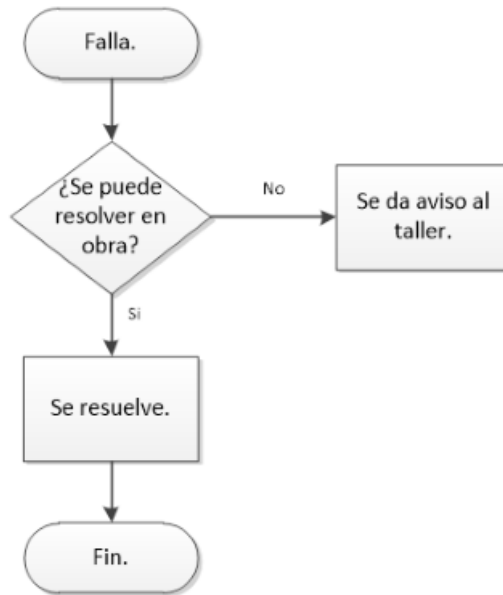 Falla.
¿Se puede
resolver en
obra?
No
Se da aviso al
taller.
Si
Se resuelve.
Fin.